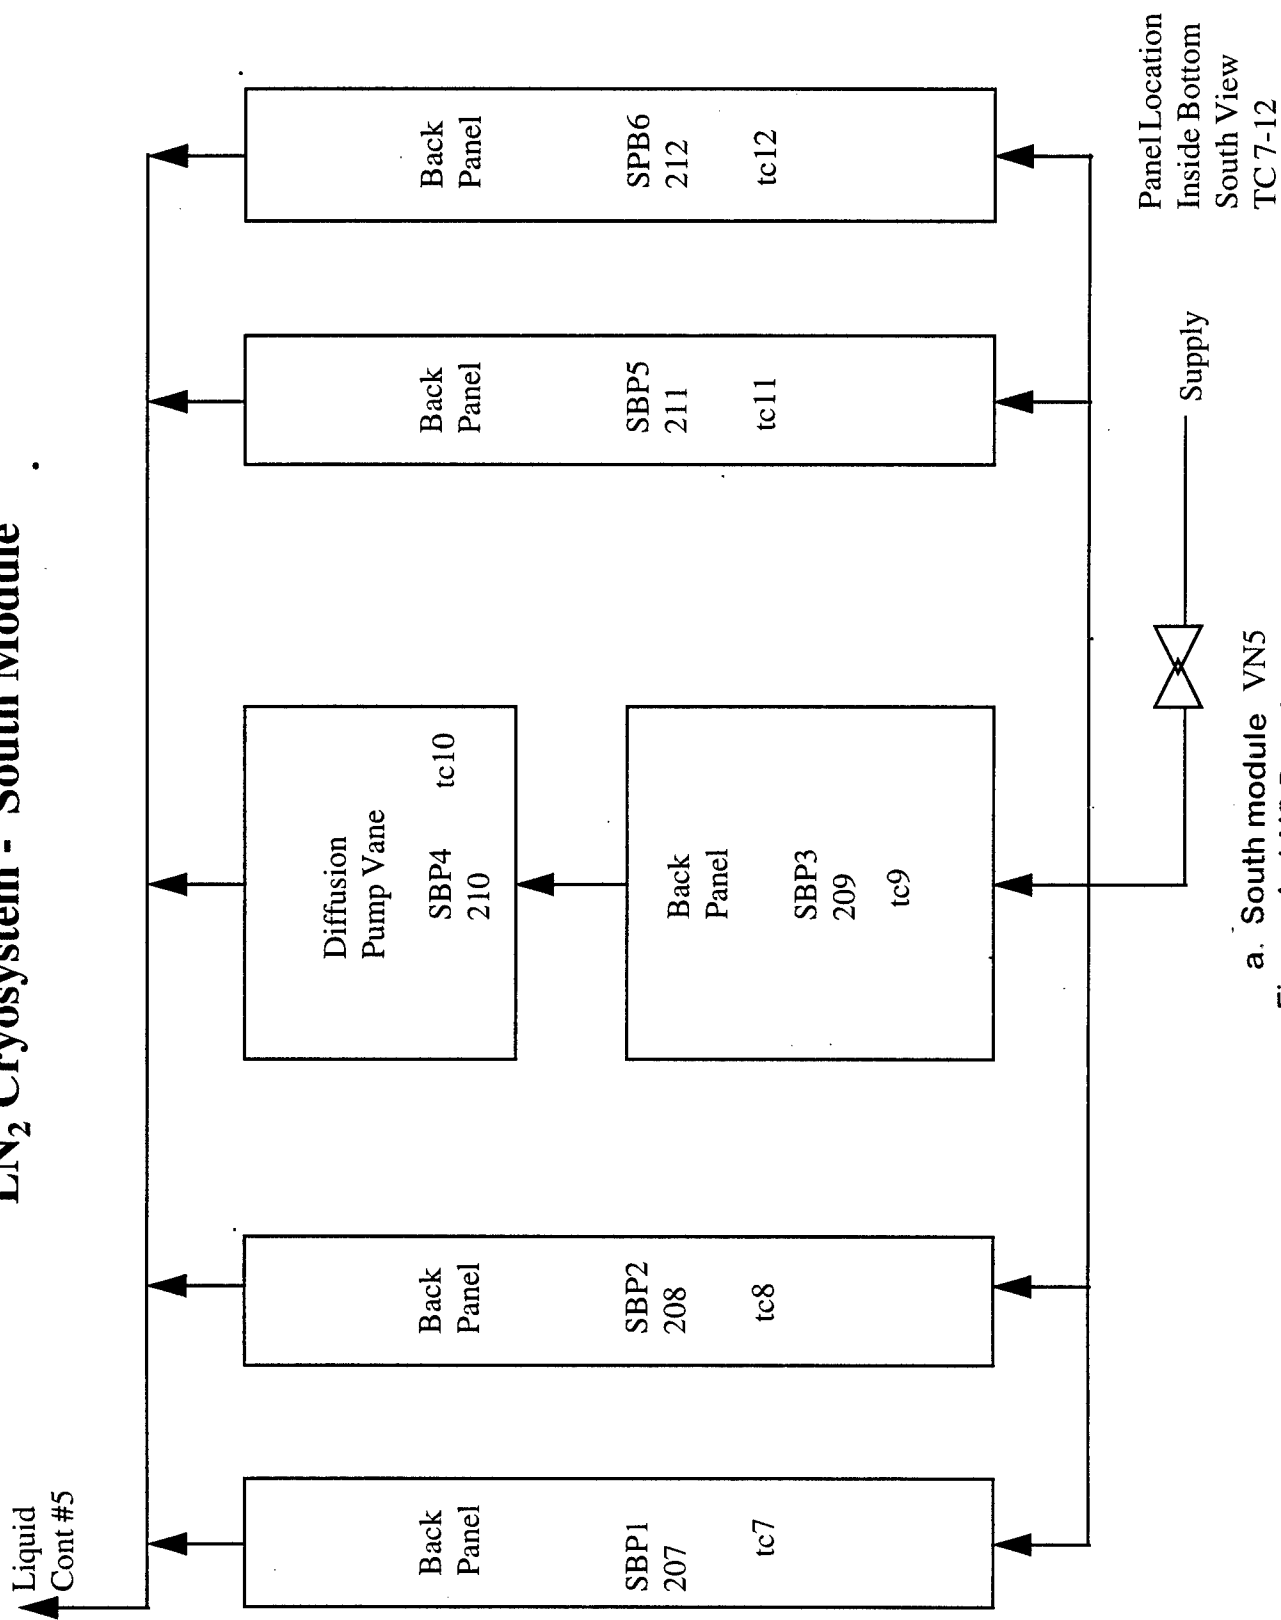 LN2 Cryosystem - South Module
Liquid
Cont #5
Back
Panel
SBP1
207
tc7
Back
Panel
SBP2
208
tc8
Diffusion
Pump Vane
SBP4
210
tc10
Back
Panel
SBP3
209
tc9
Back
Panel
SBP5
211
tc11
Back
Panel
SPB6
212
tc12
Supply
VN5
Panel Location
Inside Bottom
South View
TC 7-12
a. South module